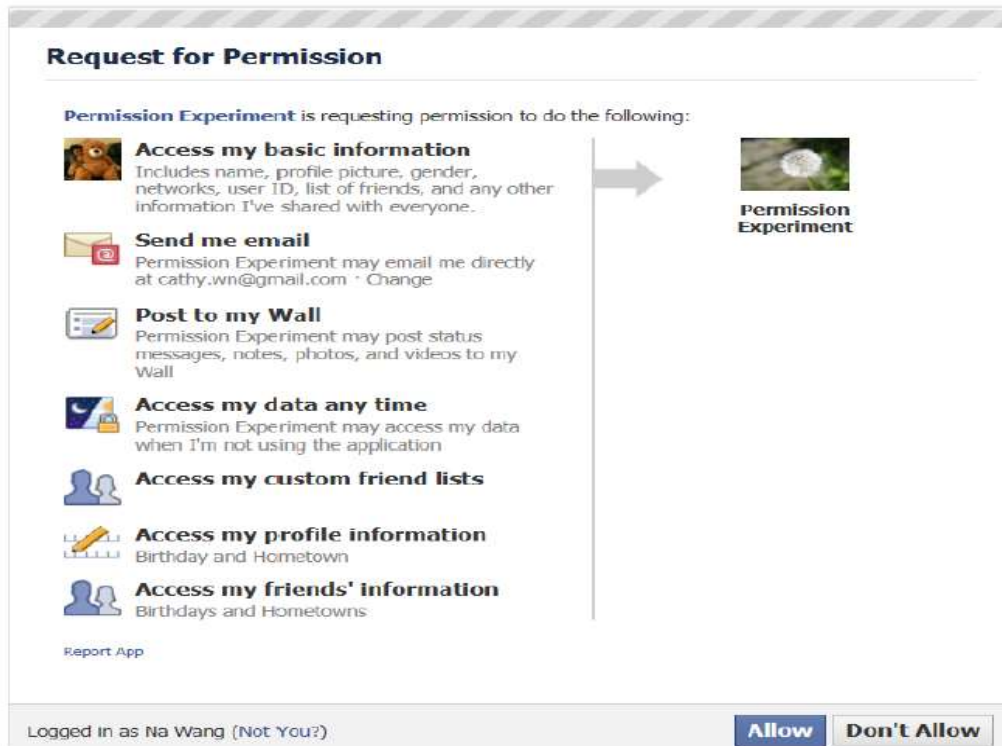 Request for Permission
Permission Experiment is requesting permission to do the following:
Access my basic information
Includes name, profile picture, gender,
networks, user ID, list of friends, and any other
information I've shared with everyone.
Send me email
Permission Experiment may email me directly
at cathy.wn@gmail.com · Change
Post to my Wall
Permission Experiment may post status
messages, notes, photos, and videos to my
Wall
Access my data any time
Permission Experiment may access my data
when I'm not using the application
Access my custom friend lists
Access my profile information
Birthday and Hometown
Access my friends' information
Birthdays and Hometowns
Permission
Experiment
Report App
Logged in as Na Wang (Not You?)
Allow
Don't Allow